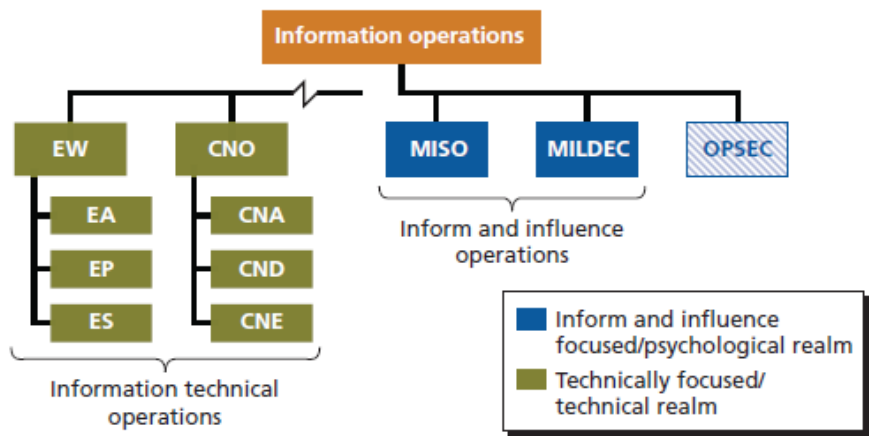 Information operations
EW
CNO
MISO
MILDEC
OPSEC
EA
CNA
EP
CND
ES
CNE
Inform and influence
operations
Information technical
operations
Inform and influence
focused/psychological realm
Technically focused/
technical realm